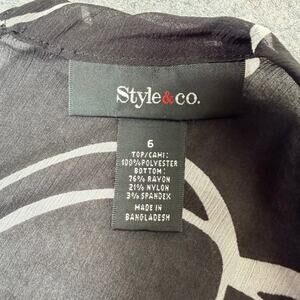 Style&co.
6
TOP/CAMI:
100%POLYESTER
BOTTOM:
76% RAYON
21% NYLON
3% SPANDEX
MADE IN
BANGLADESH